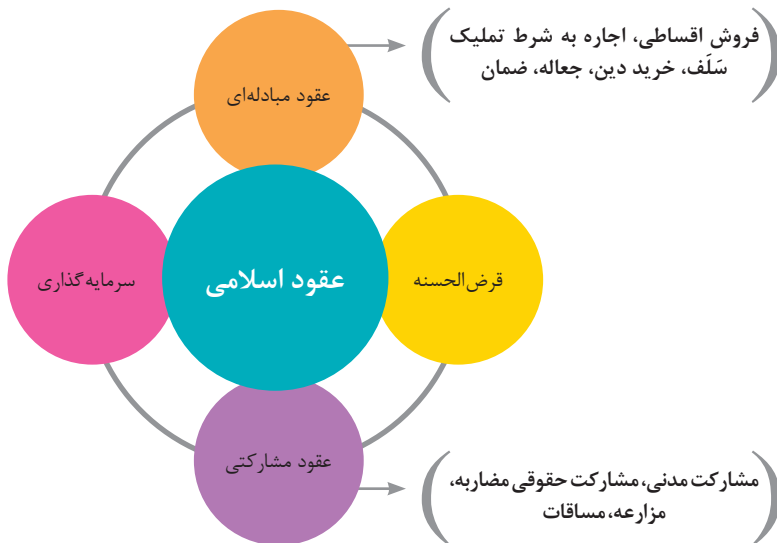 فروش اقساطی، اجاره به شرط تملیک
سَلَف، خرید دین، جعاله، ضمان
عقود مبادله‌ای
قرض‌الحسنه
عقود اسلامی
سرمایه‌گذاری
عقود مشارکتی
مشارکت مدنی، مشارکت حقوقی مضاربه،
مزارعه، مساقات